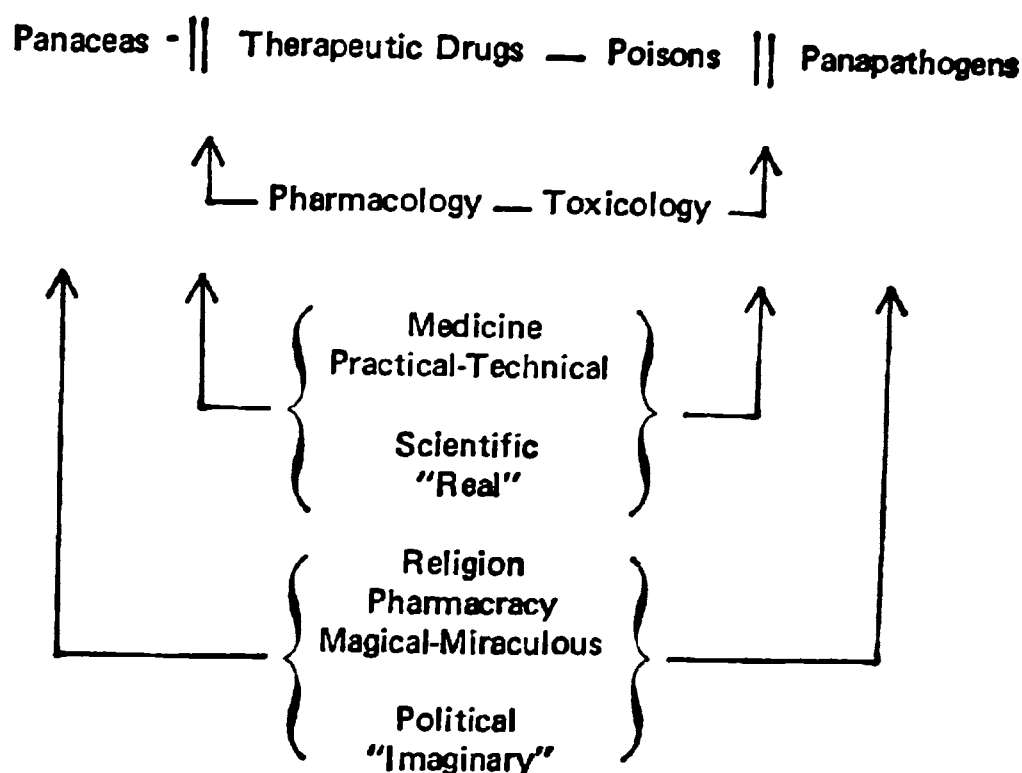 Panaceas - || Therapeutic Drugs — Poisons || Panapathogens
Pharmacology — Toxicology
Medicine
Practical-Technical
Scientific
"Real"
Religion
Pharmacracy
Magical-Miraculous
Political
"Imaginary"